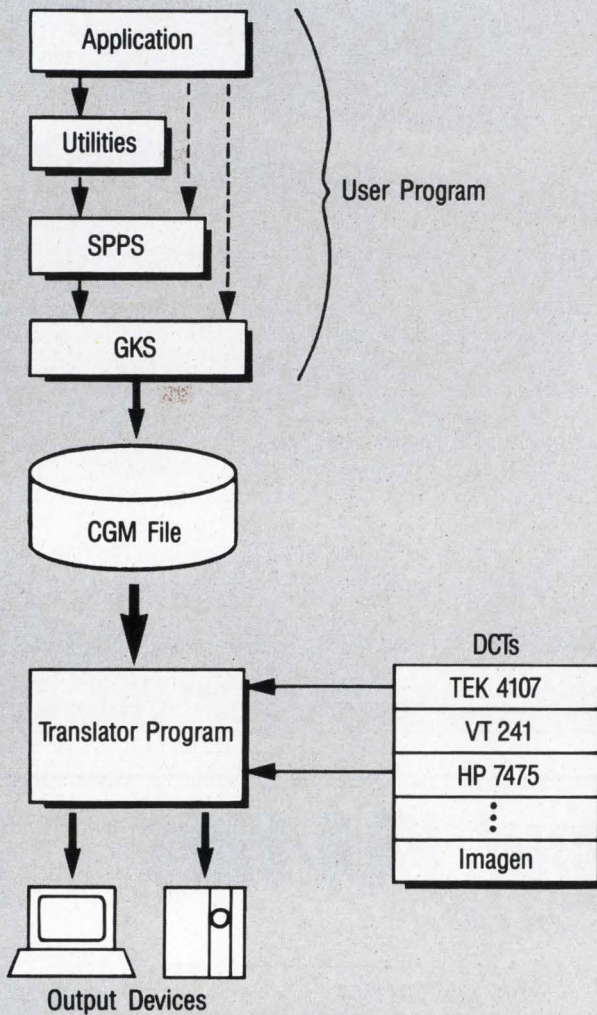 Application
Utilities
User Program
SPPS
GKS
CGM File
DCTs
TEK 4107
Translator Program
VT 241
HP 7475
Imagen
Output Devices